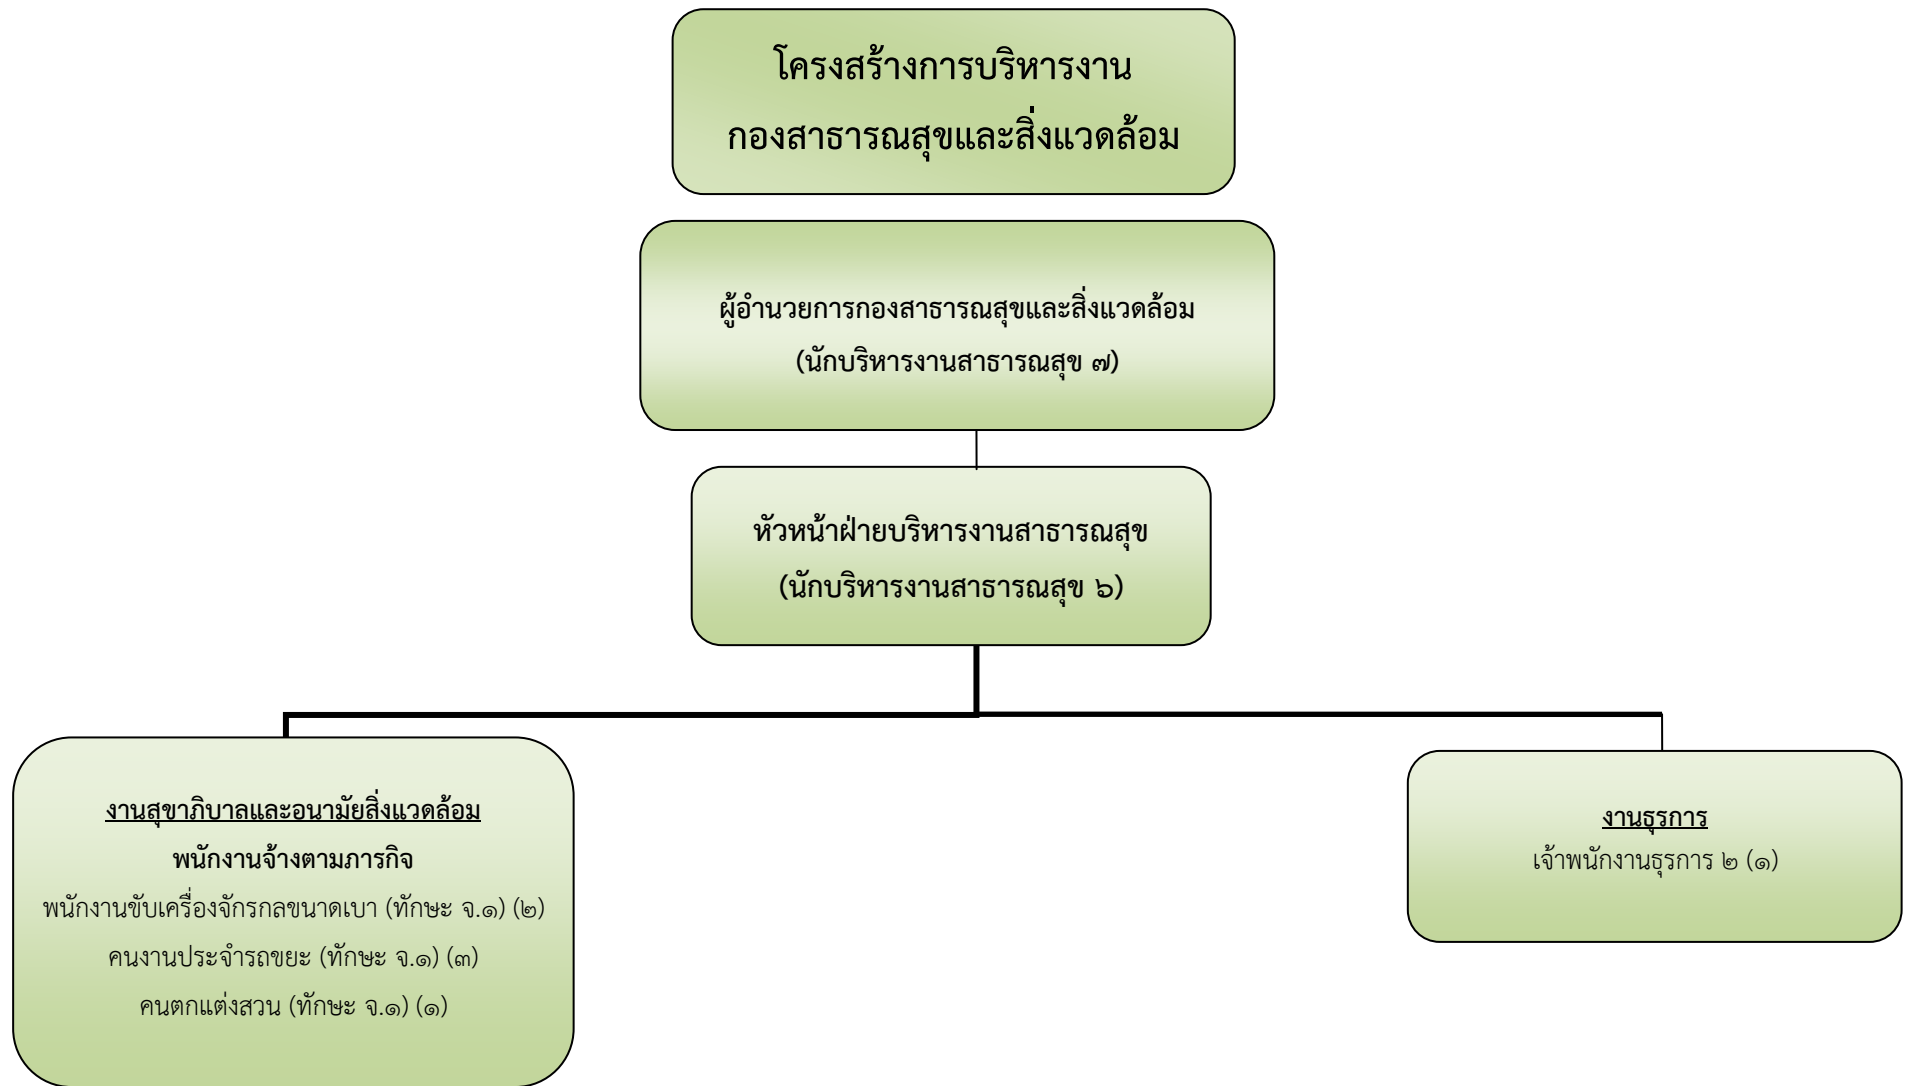 โครงสร้างการบริหารงาน
กองสาธารณสุขและสิ่งแวดล้อม
ผู้อำนวยการกองสาธารณสุขและสิ่งแวดล้อม
(นักบริหารงานสาธารณสุข ๗)
หัวหน้าฝ่ายบริหารงานสาธารณสุข
(นักบริหารงานสาธารณสุข ๖)
งานสุขาภิบาลและอนามัยสิ่งแวดล้อม
พนักงานจ้างตามภารกิจ
พนักงานขับเครื่องจักรกลขนาดเบา (ทักษะ จ.๑) (๒)
คนงานประจำรถขยะ (ทักษะ จ.๑) (๓)
คนตกแต่งสวน (ทักษะ จ.๑) (๑)
งานธุรการ
เจ้าพนักงานธุรการ ๒ (๑)